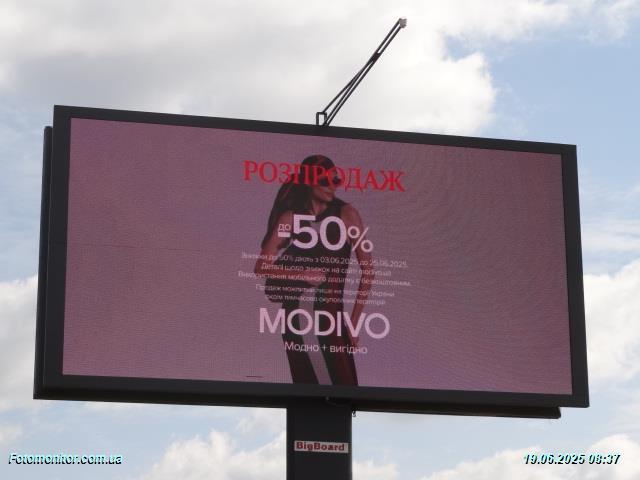 РОЗПРОДАЖ
ДО
-50%
Знижки до 50% діють з 03.06.2025 до 25.06.2025.
Деталі щодо знижок на сайті modivo.ua
Використання мобільного додатку є безкоштовним.
Продаж можливий лише на території України
окрім тимчасово окупованих територій.
MODIVO
Модно + вигідно
BigBoard
Fotomonitor.com.ua
19.06.2025 08:37